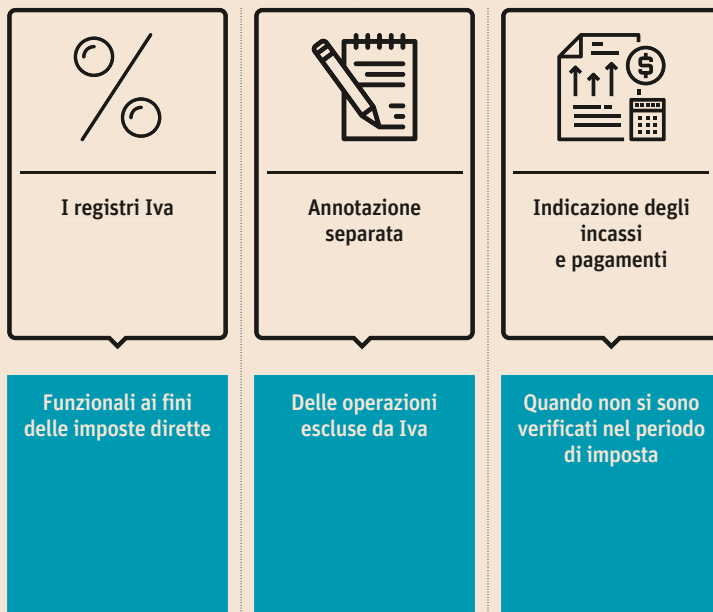 I registri Iva
Annotazione
separata
Indicazione degli
incassi
e pagamenti
Funzionali ai fini
delle imposte dirette
Delle operazioni
escluse da Iva
Quando non si sono
verificati nel periodo
di imposta